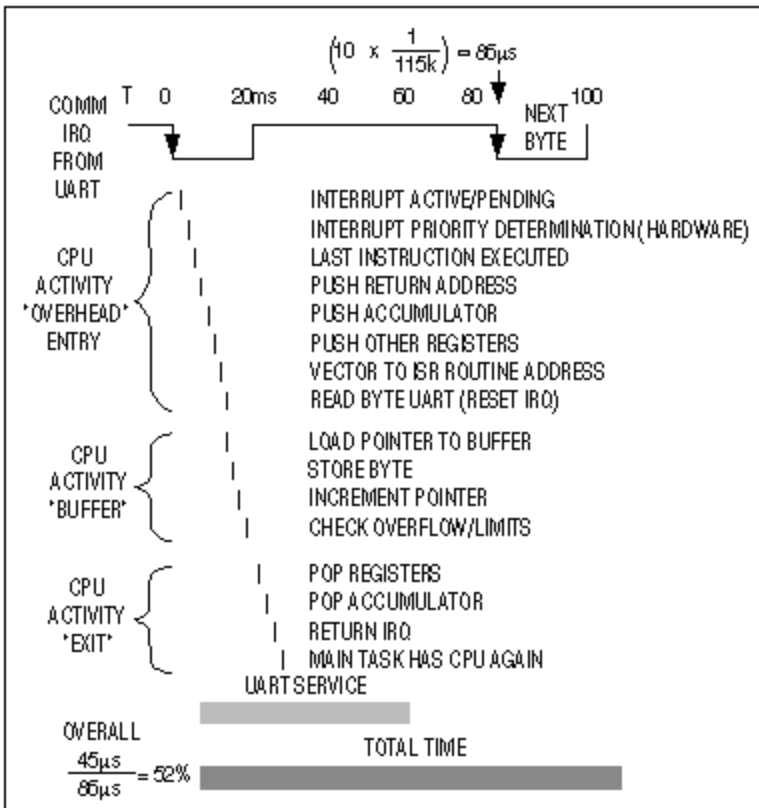 (10 x 1/115k) = 86µs
T 0 20ms 40 60 80 100
COMM
IRQ
FROM
UART
NEXT
BYTE
CPU
ACTIVITY
"OVERHEAD"
ENTRY
INTERRUPT ACTIVE/PENDING
INTERRUPT PRIORITY DETERMINATION (HARDWARE)
LAST INSTRUCTION EXECUTED
PUSH RETURN ADDRESS
PUSH ACCUMULATOR
PUSH OTHER REGISTERS
VECTOR TO ISR ROUTINE ADDRESS
READ BYTE UART (RESET IRQ)
CPU
ACTIVITY
"BUFFER"
LOAD POINTER TO BUFFER
STORE BYTE
INCREMENT POINTER
CHECK OVERFLOW/LIMITS
CPU
ACTIVITY
"EXIT"
POP REGISTERS
POP ACCUMULATOR
RETURN IRQ
MAIN TASK HAS CPU AGAIN
UART SERVICE
OVERALL
45µs/86µs = 52%
TOTAL TIME